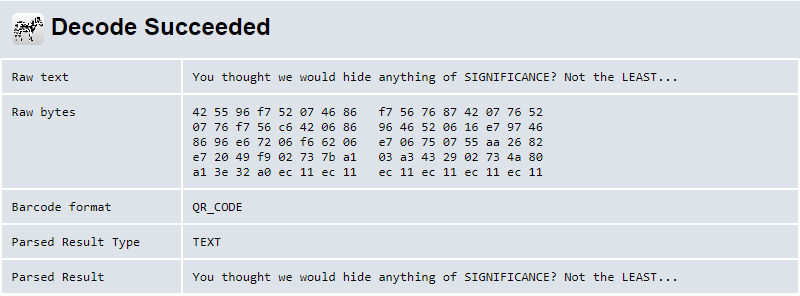 Decode Succeeded
Raw text You thought we would hide anything of SIGNIFICANCE? Not the LEAST...
Raw bytes 42 55 96 f7 52 07 46 86 f7 56 76 87 42 07 76 52
07 76 f7 56 c6 42 06 86 96 46 52 06 16 e7 97 46
86 96 e6 72 06 f6 62 06 e7 06 75 07 55 aa 26 82
e7 20 49 f9 02 73 7b a1 03 a3 43 29 02 73 4a 80
a1 3e 32 a0 ec 11 ec 11 ec 11 ec 11 ec 11 ec 11
Barcode format QR_CODE
Parsed Result Type TEXT
Parsed Result You thought we would hide anything of SIGNIFICANCE? Not the LEAST...